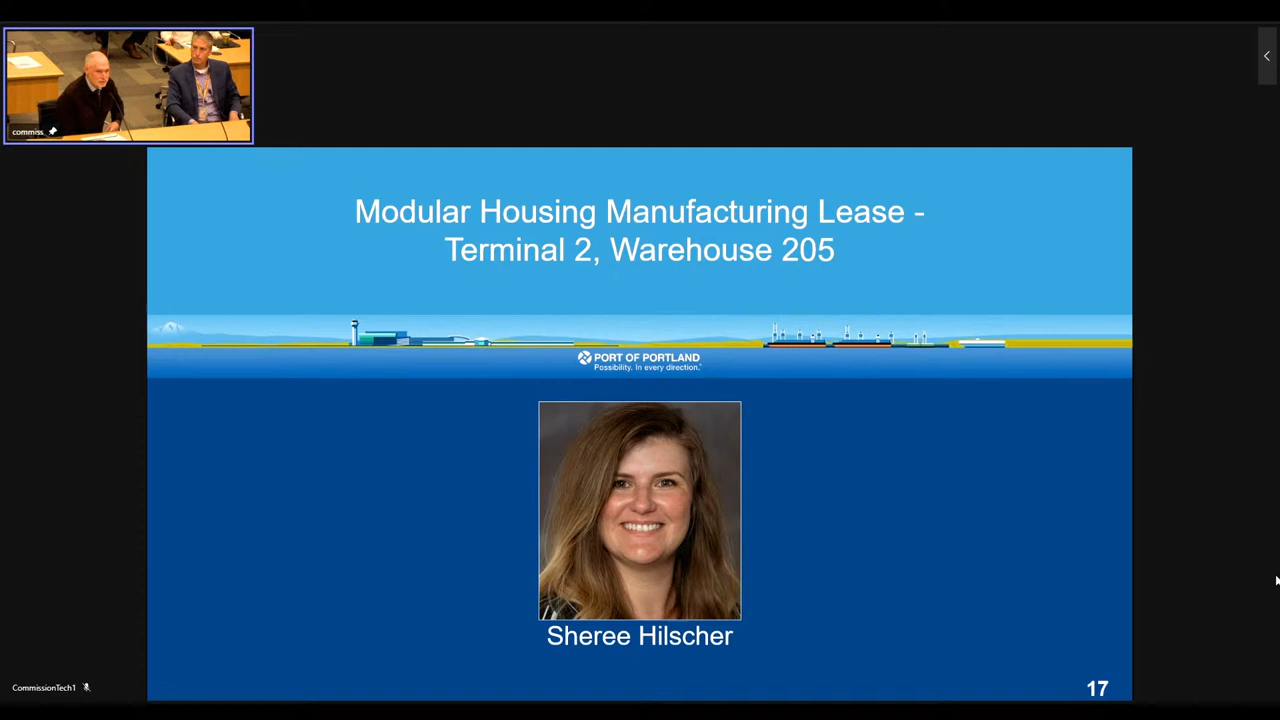 commiss
Modular Housing Manufacturing Lease -
Terminal 2, Warehouse 205
PORT OF PORTLAND
Possibility. In every direction.
Sheree Hilscher
CommissionTech1
17